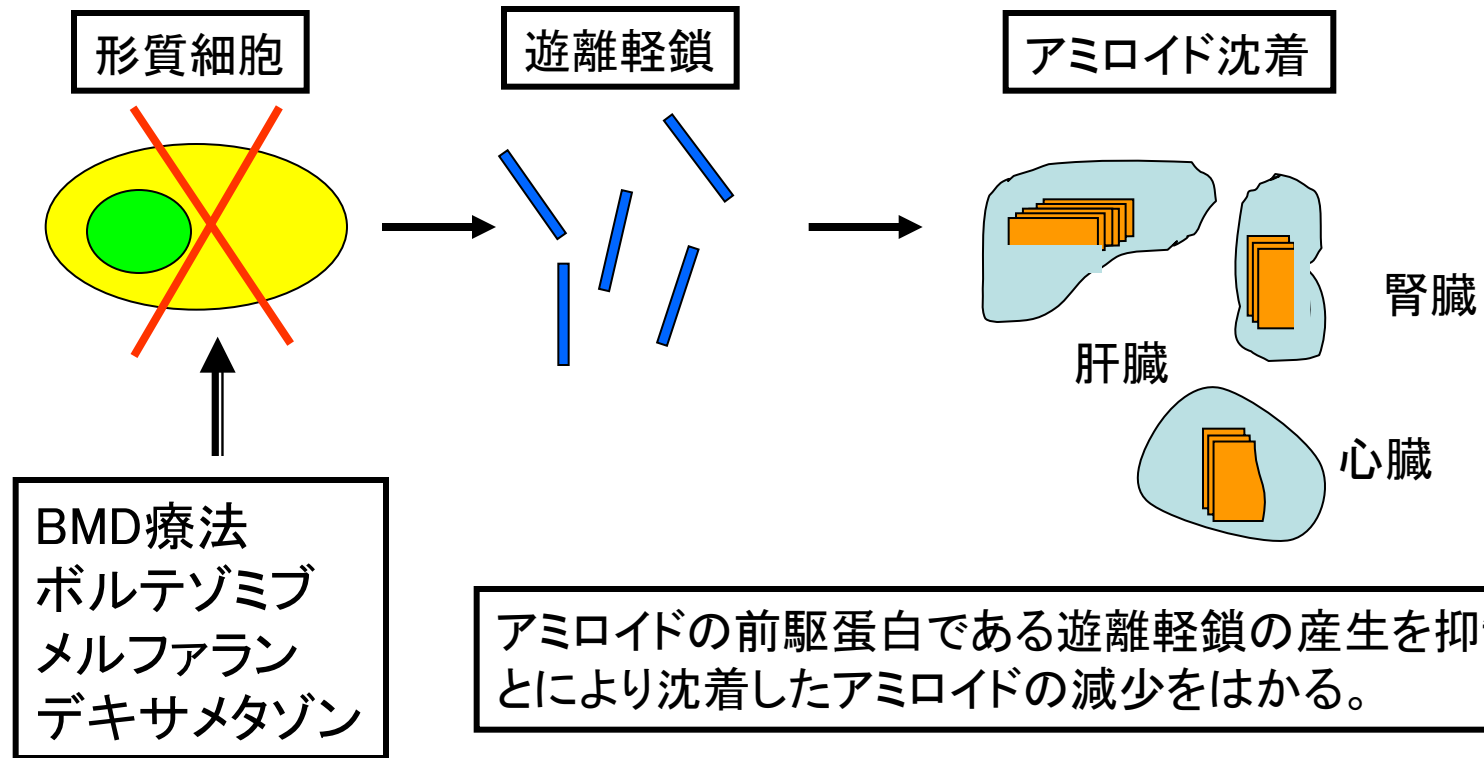 形質細胞
遊離軽鎖
アミロイド沈着
腎臓
肝臓
心臓
BMD療法
ボルテゾミブ
メルファラン
デキサメタゾン
アミロイドの前駆蛋白である遊離軽鎖の産生を抑
とにより沈着したアミロイドの減少をはかる。